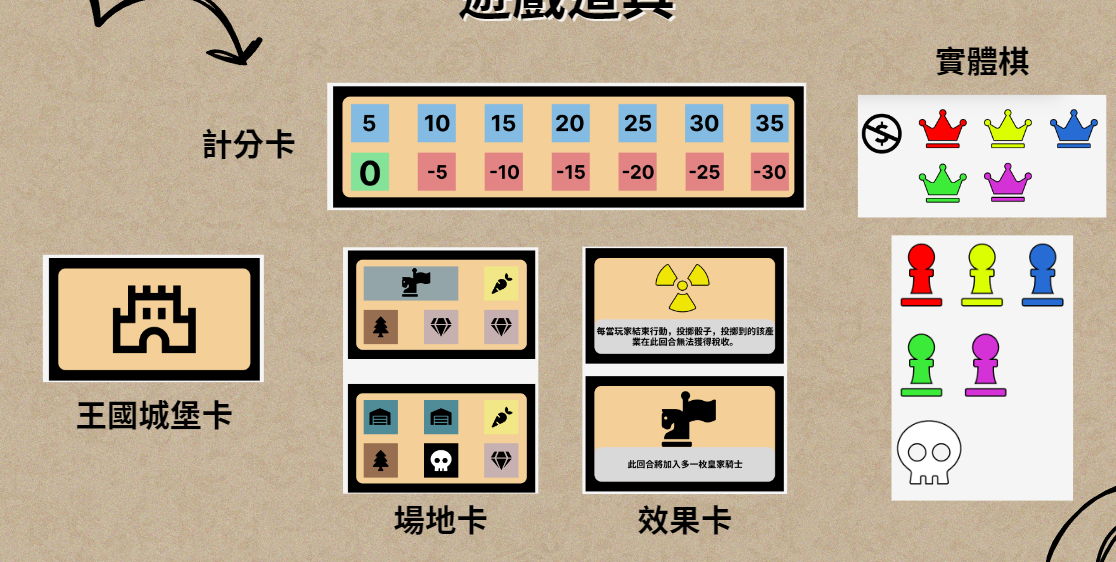 遊戲道具
實體棋
計分卡
5 10 15 20 25 30 35
0 -5 -10 -15 -20 -25 -30
王國城堡卡
每當玩家結束行動，投擲骰子，投擲到的該產
業在此回合無法獲得稅收。
此回合將加入多一枚皇家騎士
場地卡
效果卡